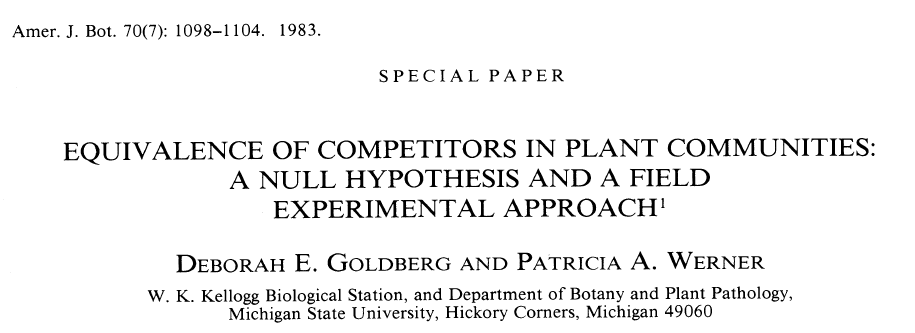 Amer. J. Bot. 70(7): 1098–1104. 1983.
SPECIAL PAPER
EQUIVALENCE OF COMPETITORS IN PLANT COMMUNITIES:
A NULL HYPOTHESIS AND A FIELD
EXPERIMENTAL APPROACH¹
DEBORAH E. GOLDBERG AND PATRICIA A. WERNER
W. K. Kellogg Biological Station, and Department of Botany and Plant Pathology,
Michigan State University, Hickory Corners, Michigan 49060